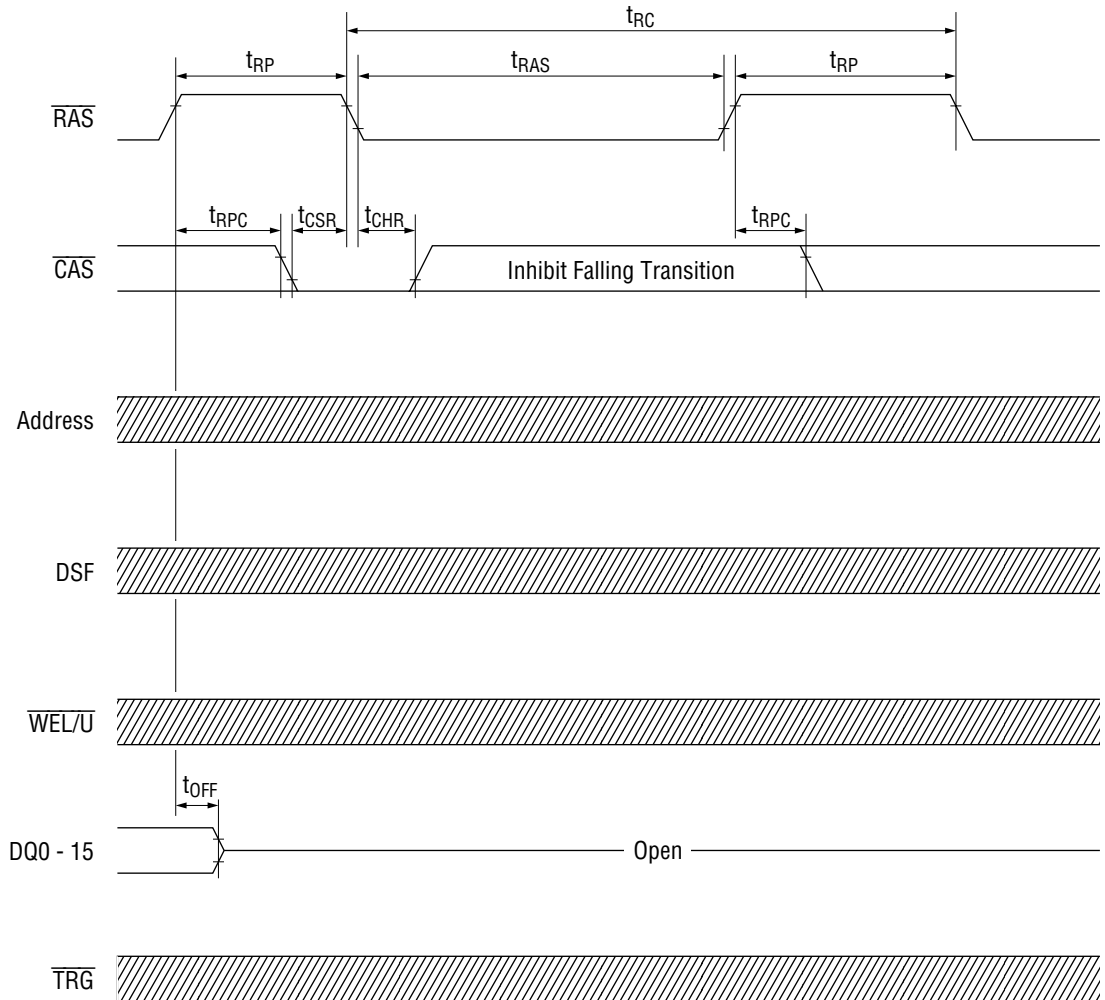 tRC
tRP tRAS tRP
RAS
tRPC tCSR tCHR tRPC
CAS Inhibit Falling Transition
Address
DSF
WEL/U
tOFF
DQ0 - 15 Open
TRG